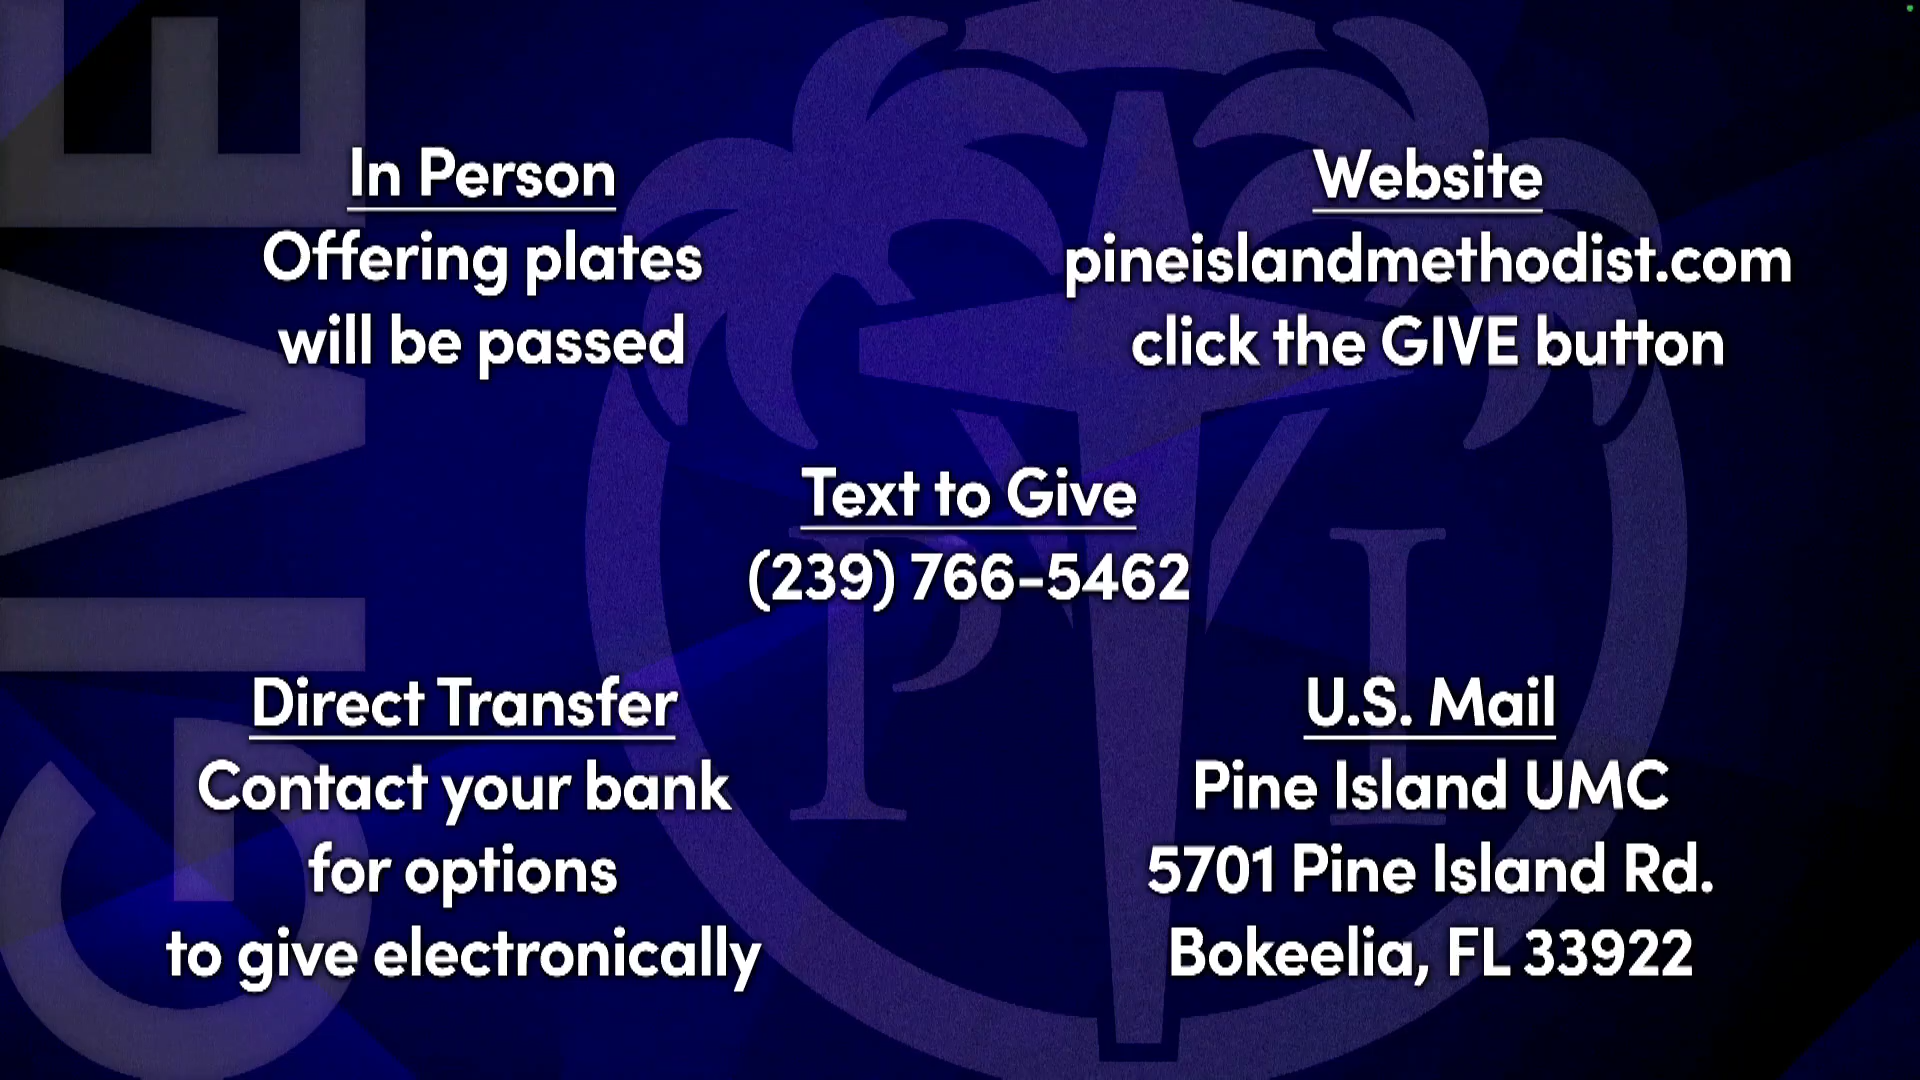 GIVE
In Person
Offering plates
will be passed
Website
pineislandmethodist.com
click the GIVE button
Text to Give
(239) 766-5462
P I
Direct Transfer
Contact your bank
for options
to give electronically
U.S. Mail
Pine Island UMC
5701 Pine Island Rd.
Bokeelia, FL 33922